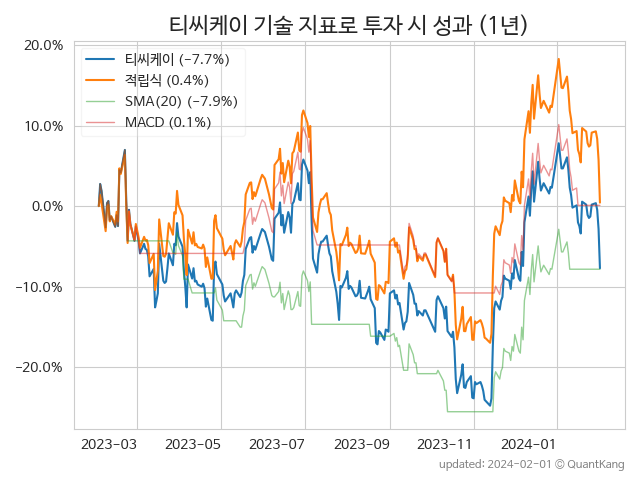 티씨케이 기술 지표로 투자 시 성과 (1년)
20.0%
10.0%
0.0%
−10.0%
−20.0%
티씨케이 (−7.7%)
적립식 (0.4%)
SMA(20) (−7.9%)
MACD (0.1%)
2023-03 2023-05 2023-07 2023-09 2023-11 2024-01
updated: 2024-02-01 © QuantKang